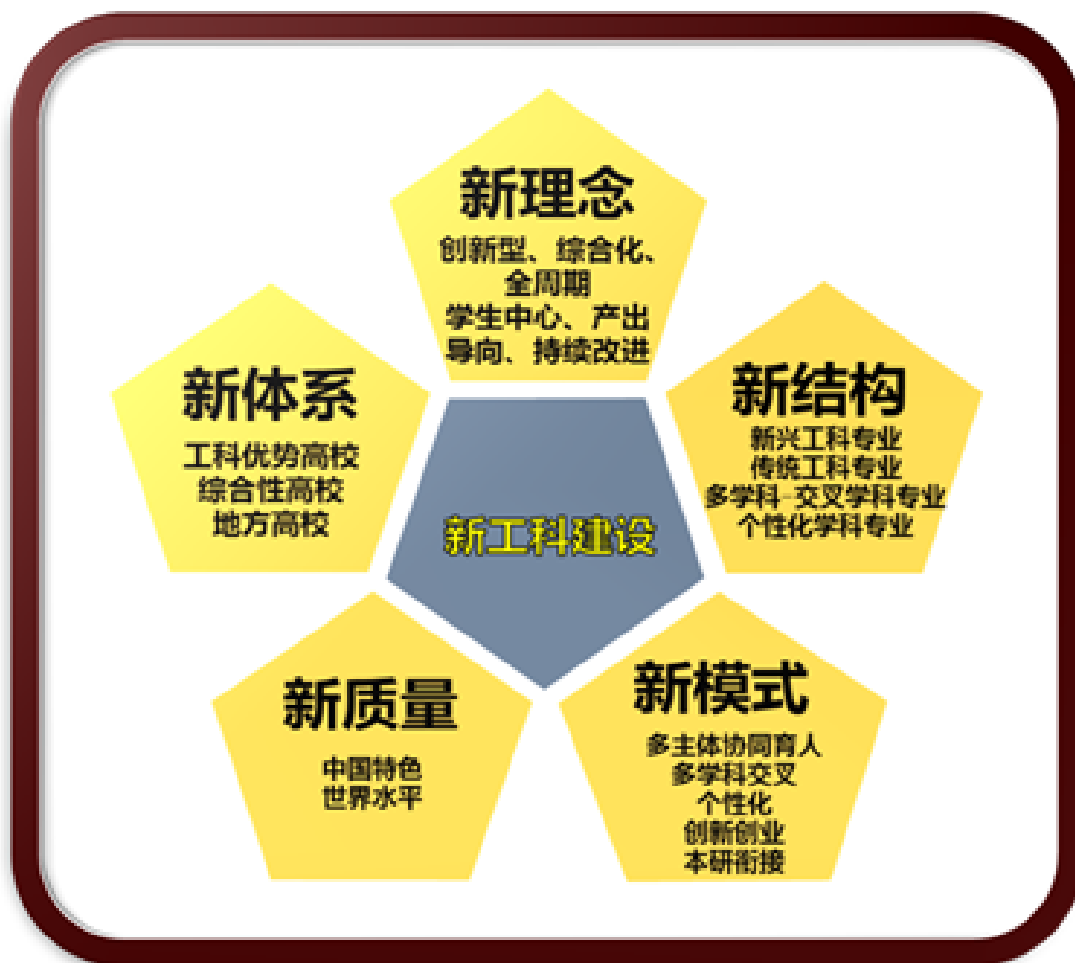 新理念
创新型、综合化、
全周期
学生中心、产出
导向、持续改进
新体系
工科优势高校
综合性高校
地方高校
新结构
新兴工科专业
传统工科专业
多学科-交叉学科专业
个性化学科专业
新工科建设
新质量
中国特色
世界水平
新模式
多主体协同育人
多学科交叉
个性化
创新创业
本研衔接